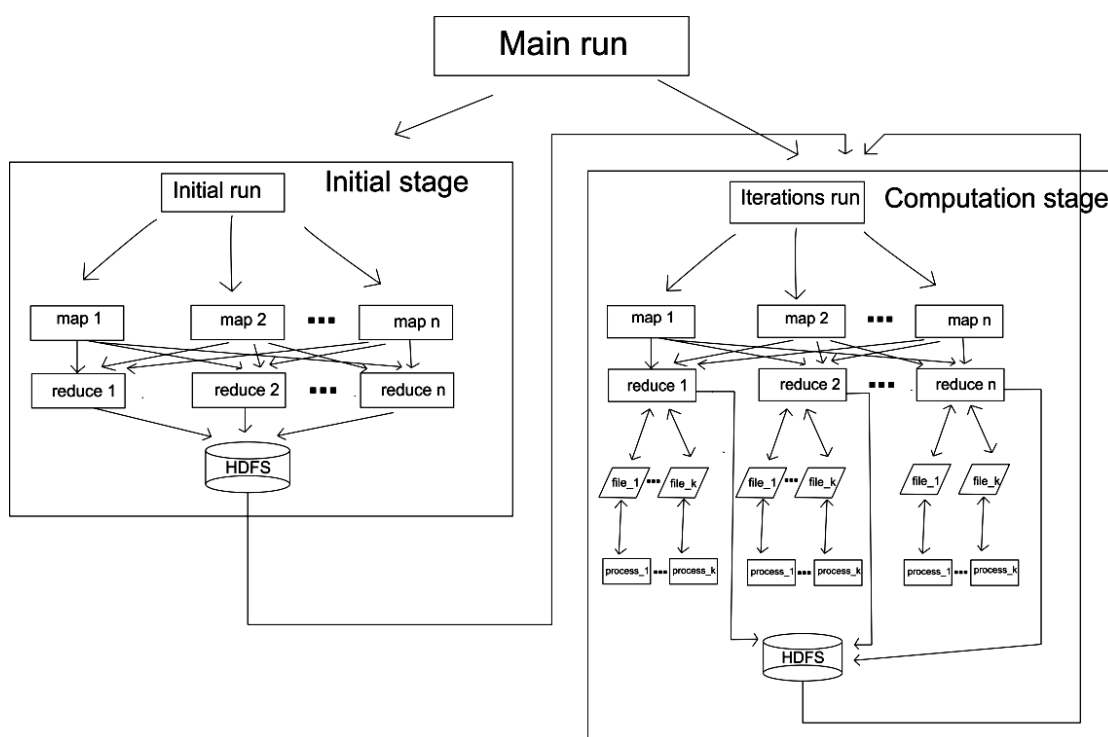 Main run
Initial stage
Initial run
map 1 map 2 ... map n
reduce 1 reduce 2 ... reduce n
HDFS
Computation stage
Iterations run
map 1 map 2 ... map n
reduce 1 reduce 2 ... reduce n
file_1 ... file_k file_1 ... file_k file_1 file_k
process_1 ... process_k process_1 ... process_k process_1 ... process_k
HDFS